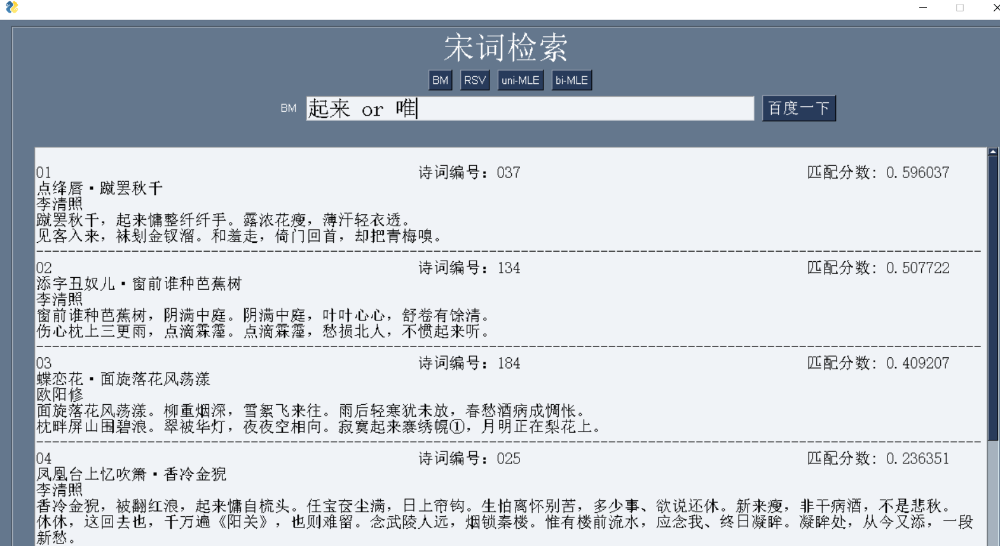 宋词检索
BM RSV uni-MLE bi-MLE
BM 起来 or 唯 百度一下
01 诗词编号：037 匹配分数: 0.596037
点绛唇·蹴罢秋千
李清照
蹴罢秋千，起来慵整纤纤手。露浓花瘦，薄汗轻衣透。
见客入来，袜刬金钗溜。和羞走，倚门回首，却把青梅嗅。
02 诗词编号：134 匹配分数: 0.507722
添字丑奴儿·窗前谁种芭蕉树
李清照
窗前谁种芭蕉树，阴满中庭。阴满中庭，叶叶心心，舒卷有馀清。
伤心枕上三更雨，点滴霖霪。点滴霖霪，愁损北人，不惯起来听。
03 诗词编号：184 匹配分数: 0.409207
蝶恋花·面旋落花风荡漾
欧阳修
面旋落花风荡漾。柳重烟深，雪絮飞来往。雨后轻寒犹未放，春愁酒病成惆怅。
枕畔屏山围碧浪。翠被华灯，夜夜空相向。寂寞起来褰绣幌①，月明正在梨花上。
04 诗词编号：025 匹配分数: 0.236351
凤凰台上忆吹箫·香冷金猊
李清照
香冷金猊，被翻红浪，起来慵自梳头。任宝奁尘满，日上帘钩。生怕离怀别苦，多少事、欲说还休。新来瘦，非干病酒，不是悲秋。
休休，这回去也，千万遍《阳关》，也则难留。念武陵人远，烟锁秦楼。惟有楼前流水，应念我、终日凝眸。凝眸处，从今又添，一段
新愁。